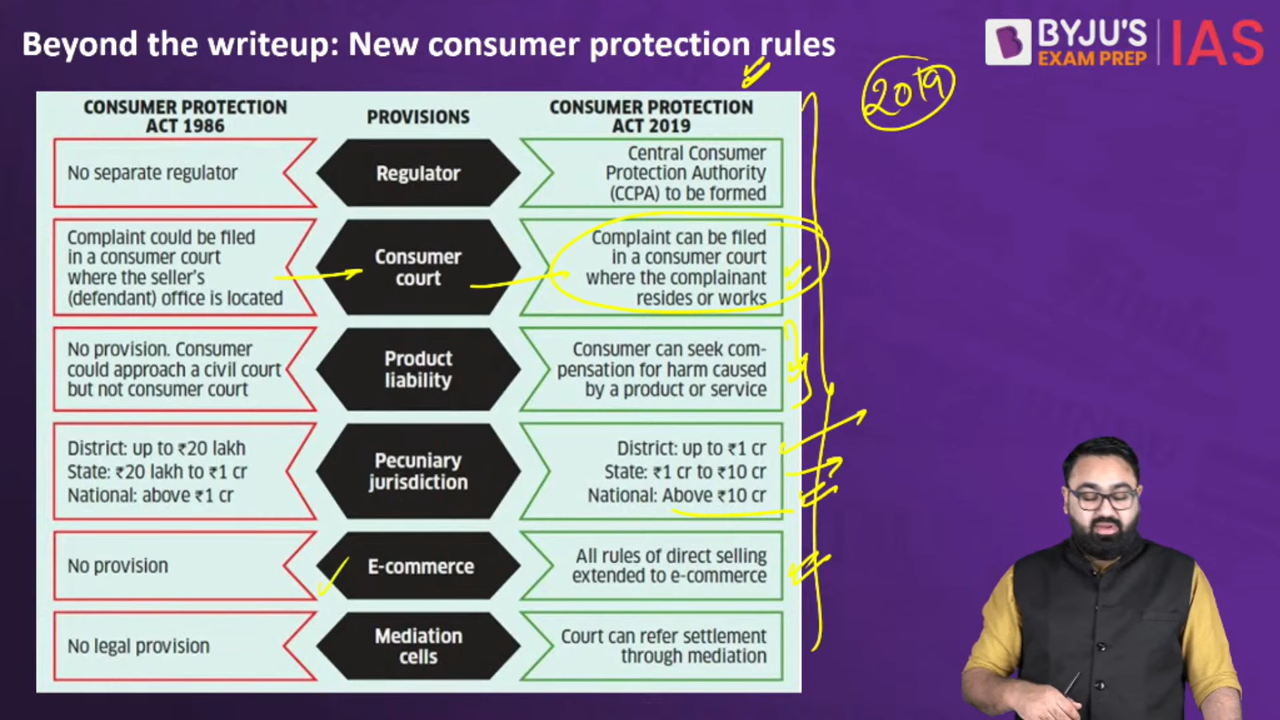 Beyond the writeup: New consumer protection rules
BYJU'S
EXAM PREP
IAS
2019
CONSUMER PROTECTION
ACT 1986
PROVISIONS
CONSUMER PROTECTION
ACT 2019
No separate regulator
Regulator
Central Consumer
Protection Authority
(CCPA) to be formed
Complaint could be filed
in a consumer court
where the seller's
(defendant) office is located
Consumer
court
Complaint can be filed
in a consumer court
where the complainant
resides or works
No provision. Consumer
could approach a civil court
but not consumer court
Product
liability
Consumer can seek com-
pensation for harm caused
by a product or service
District: up to ₹20 lakh
State: ₹20 lakh to ₹1 cr
National: above ₹1 cr
Pecuniary
jurisdiction
District: up to ₹1 cr
State: ₹1 cr to ₹10 cr
National: Above ₹10 cr
No provision
E-commerce
All rules of direct selling
extended to e-commerce
No legal provision
Mediation
cells
Court can refer settlement
through mediation